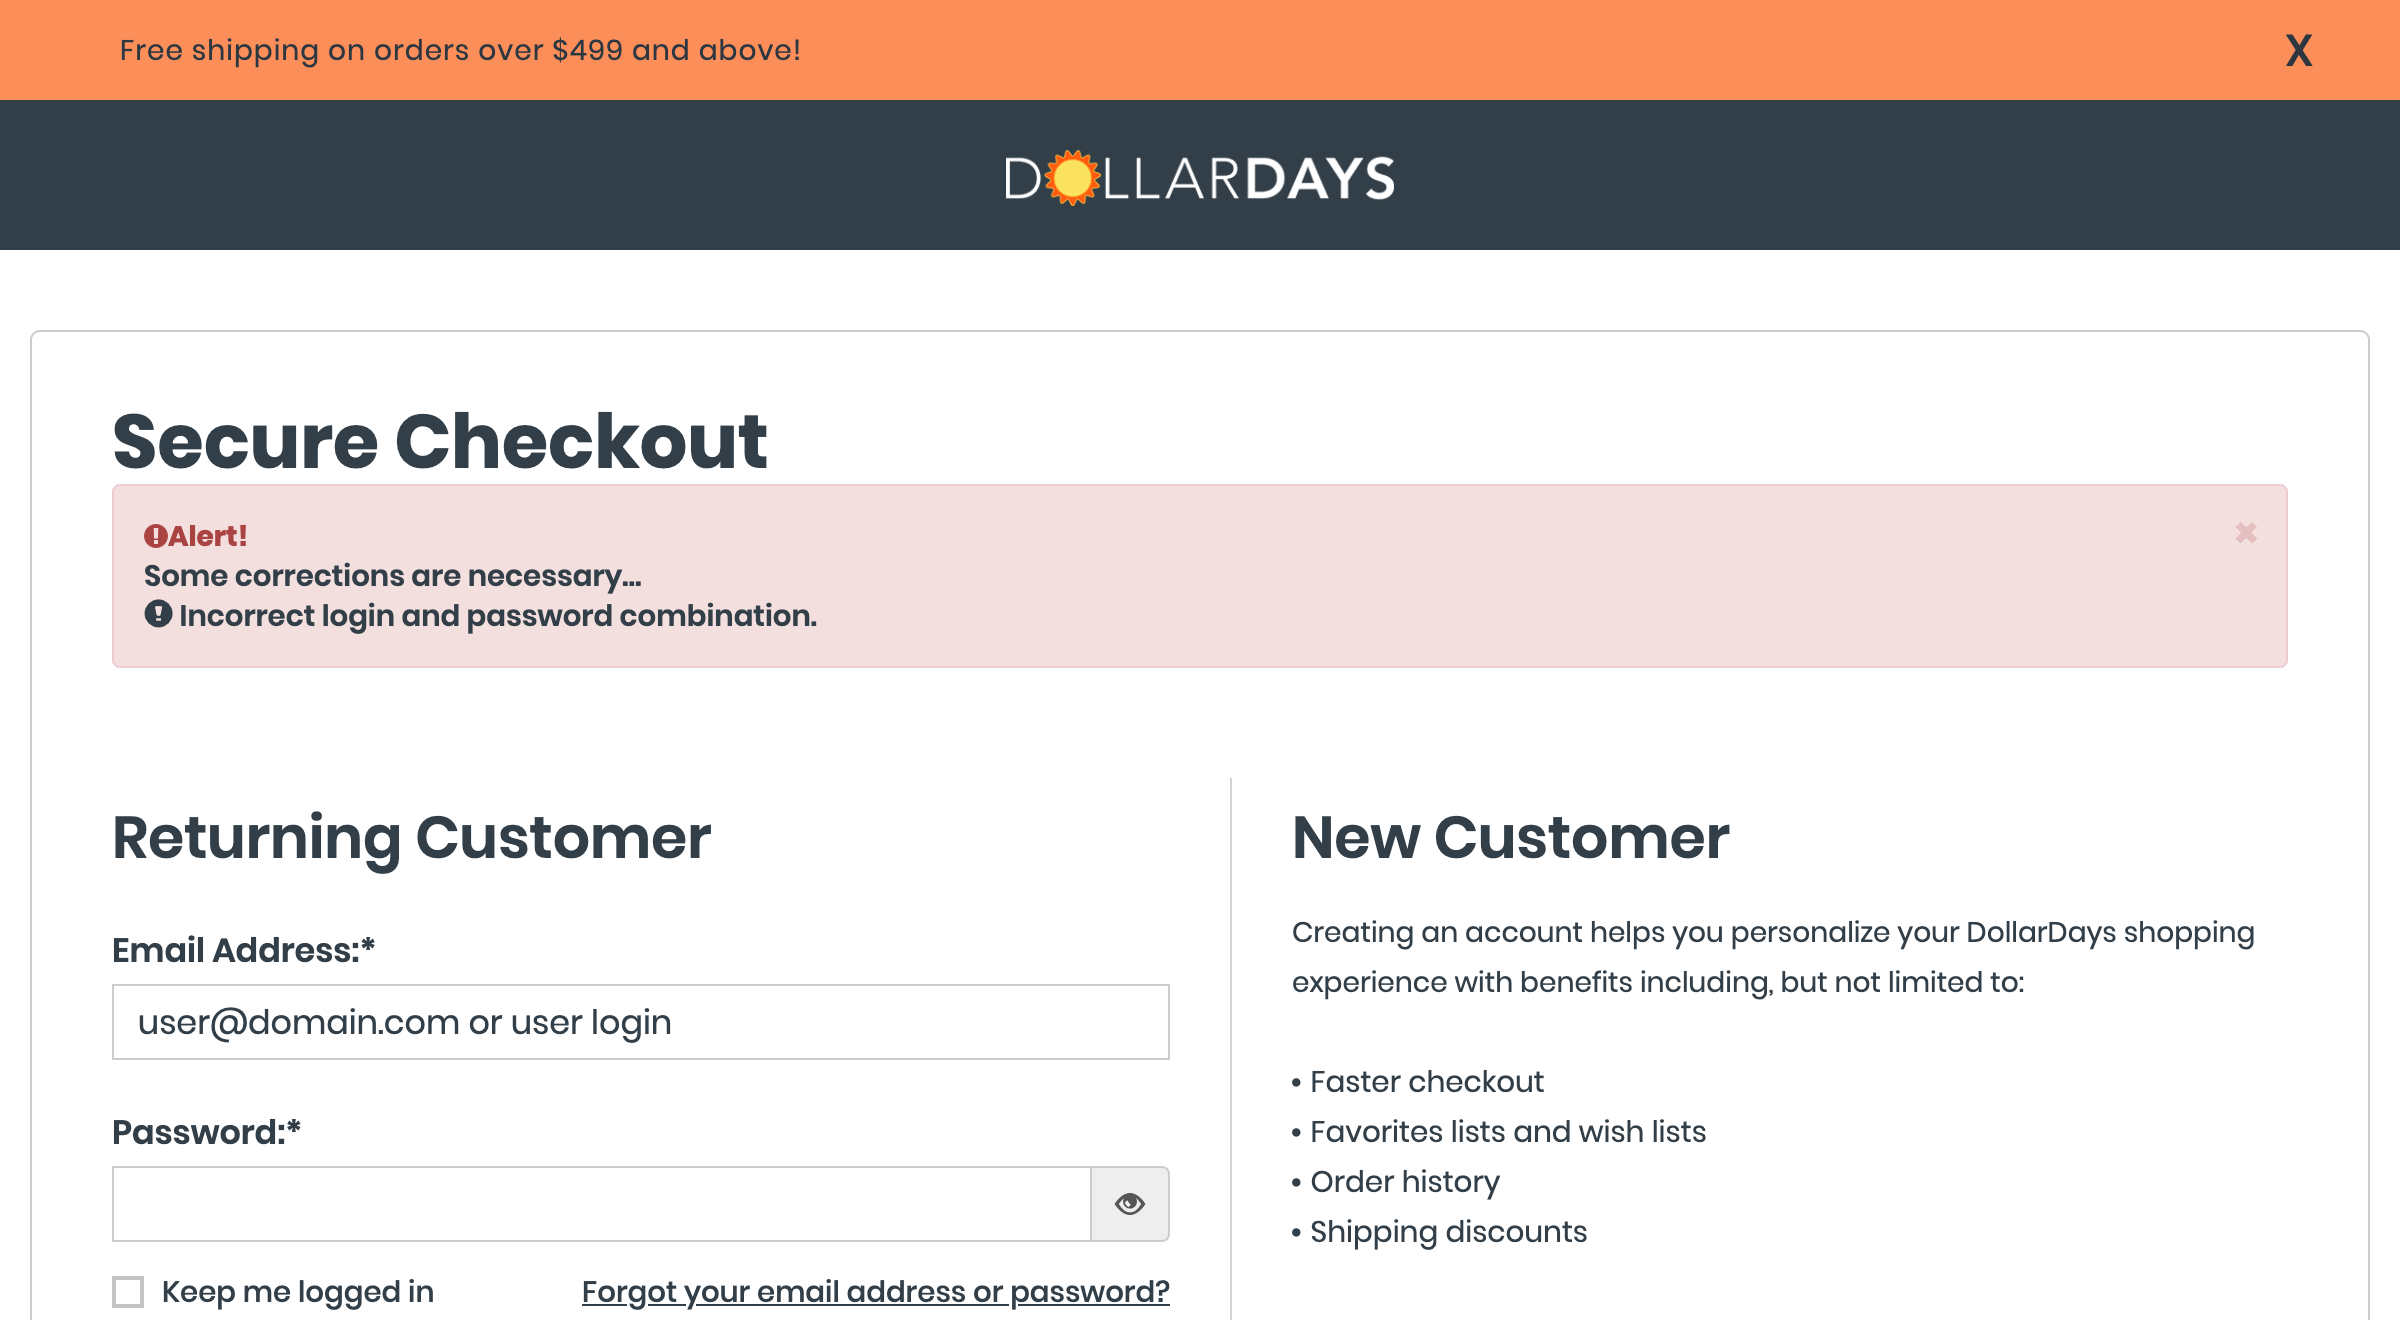 Free shipping on orders over $499 and above!
X
DOLLARDAYS
Secure Checkout
Alert!
Some corrections are necessary...
Incorrect login and password combination.
Returning Customer
Email Address:*
user@domain.com or user login
Password:*
Keep me logged in
Forgot your email address or password?
New Customer
Creating an account helps you personalize your DollarDays shopping
experience with benefits including, but not limited to:
• Faster checkout
• Favorites lists and wish lists
• Order history
• Shipping discounts